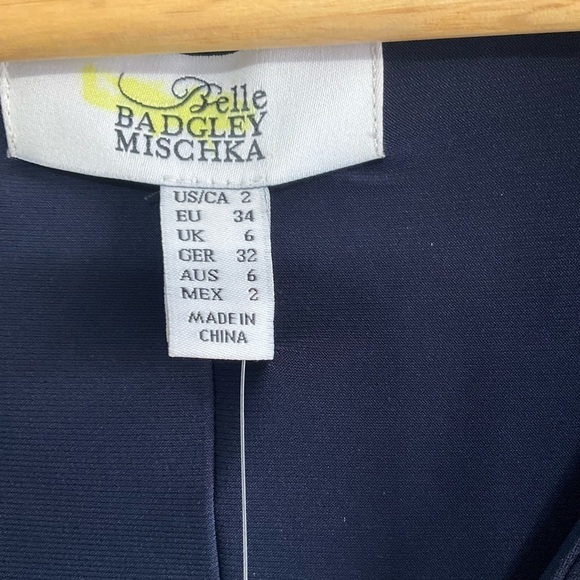 Belle
BADGLEY
MISCHKA
US/CA 2
EU 34
UK 6
GER 32
AUS 6
MEX 2
MADE IN
CHINA